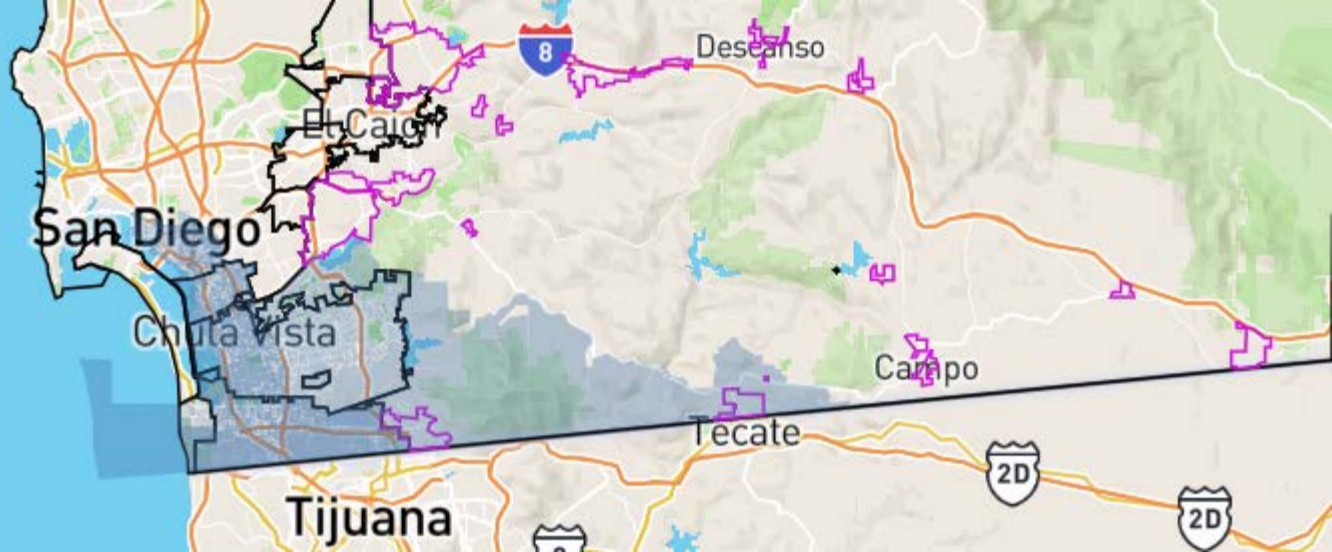 Descanso
8
El Cajon
San Diego
Chula Vista
Campo
Tecate
2D
Tijuana
2D